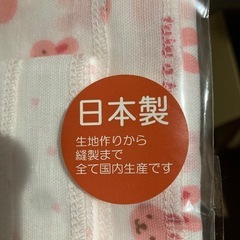 日本製
生地作りから
縫製まで
全て国内生産です